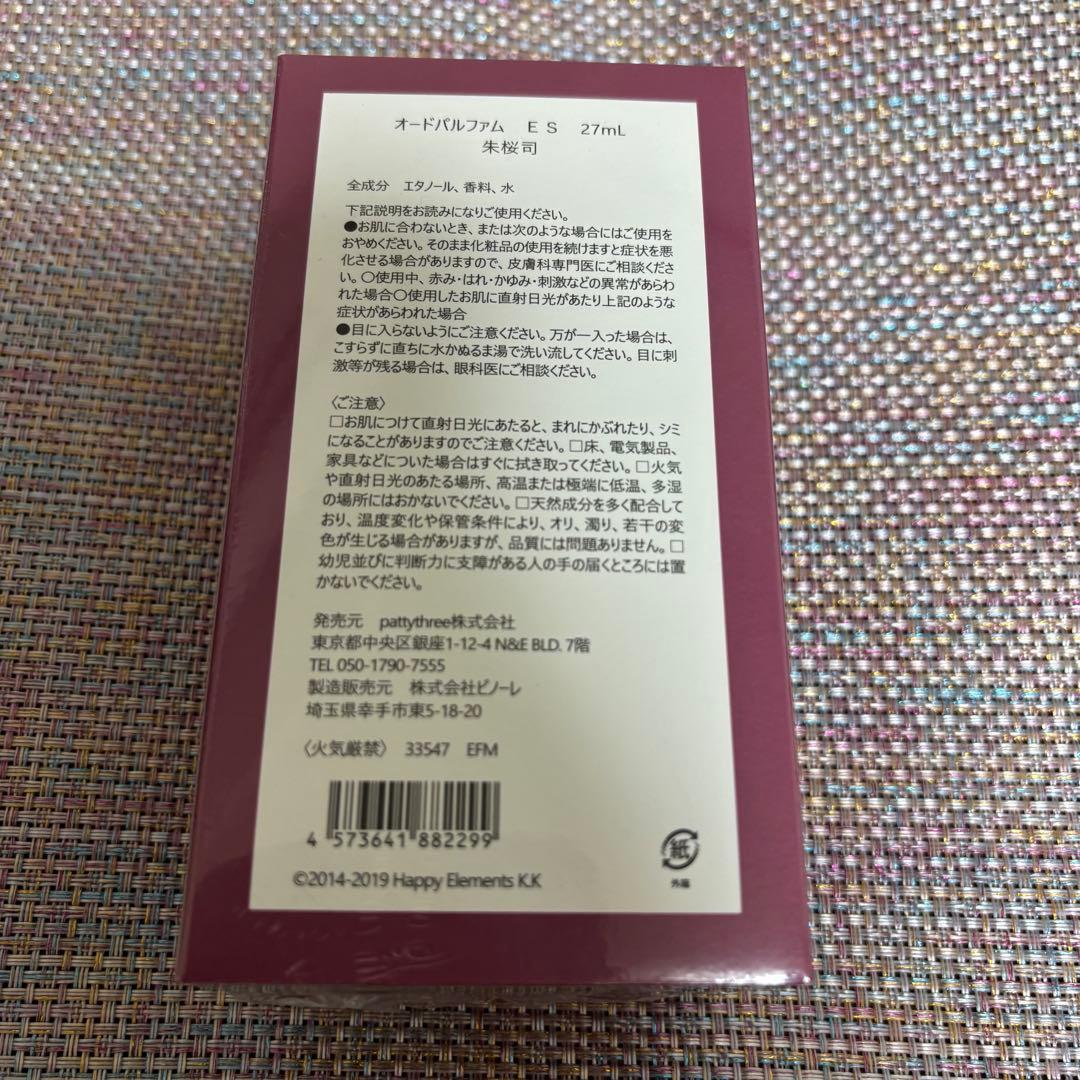 オードパルファム　ＥＳ　27mL
朱桜司
全成分　エタノール、香料、水
下記説明をお読みになりご使用ください。
●お肌に合わないとき、または次のような場合にはご使用を
おやめください。そのまま化粧品の使用を続けますと症状を悪
化させる場合がありますので、皮膚科専門医にご相談くださ
い。〇使用中、赤み・はれ・かゆみ・刺激などの異常があらわ
れた場合〇使用したお肌に直射日光があたり上記のような
症状があらわれた場合
●目に入らないようにご注意ください。万が一入った場合は、
こすらずに直ちに水かぬるま湯で洗い流してください。目に刺
激等が残る場合は、眼科医にご相談ください。
〈ご注意〉
□お肌につけて直射日光にあたると、まれにかぶれたり、シミ
になることがありますのでご注意ください。□床、電気製品、
家具などについた場合はすぐに拭き取ってください。□火気
や直射日光のあたる場所、高温または極端に低温、多湿
の場所にはおかないでください。□天然成分を多く配合して
おり、温度変化や保管条件により、オリ、濁り、若干の変
色が生じる場合がありますが、品質には問題ありません。□
幼児並びに判断力に支障がある人の手の届くところには置
かないでください。
発売元　pattythree株式会社
東京都中央区銀座1-12-4 N&E BLD. 7階
TEL 050-1790-7555
製造販売元　株式会社ピノーレ
埼玉県幸手市東5-18-20
〈火気厳禁〉　33547　EFM
4 573641 882299
紙
外箱
©2014-2019 Happy Elements K.K